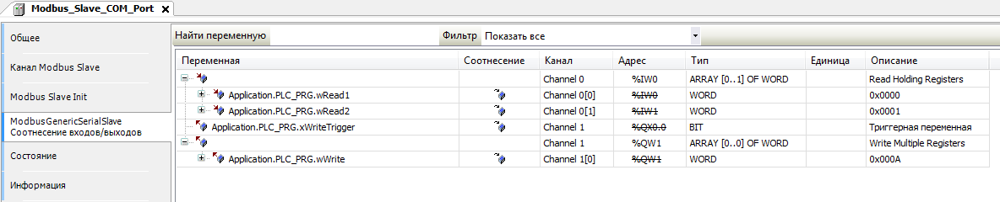 Modbus_Slave_COM_Port
Общее
Канал Modbus Slave
Modbus Slave Init
ModbusGenericSerialSlave
Соотнесение входов/выходов
Состояние
Информация
Найти переменную Фильтр Показать все
Переменная Соотнесение Канал Адрес Тип Единица Описание
Channel 0 %IW0 ARRAY [0..1] OF WORD Read Holding Registers
Application.PLC_PRG.wRead1 Channel 0[0] %IW0 WORD 0x0000
Application.PLC_PRG.wRead2 Channel 0[1] %IW1 WORD 0x0001
Application.PLC_PRG.xWriteTrigger Channel 1 %QX0.0 BIT Триггерная переменная
Channel 1 %QW1 ARRAY [0..0] OF WORD Write Multiple Registers
Application.PLC_PRG.wWrite Channel 1[0] %QW1 WORD 0x000A